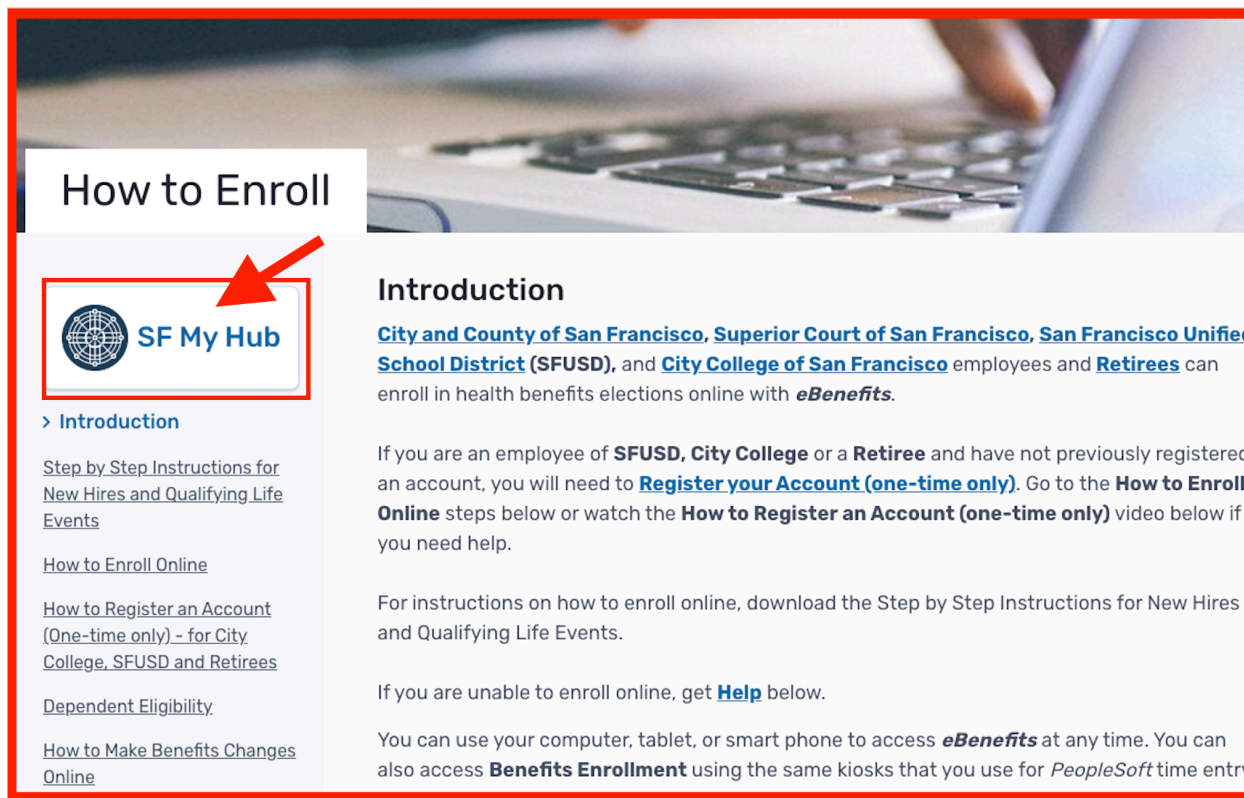 How to Enroll
SF My Hub
Introduction
Step by Step Instructions for
New Hires and Qualifying Life
Events
How to Enroll Online
How to Register an Account
(One-time only) - for City
College, SFUSD and Retirees
Dependent Eligibility
How to Make Benefits Changes
Online
Introduction
City and County of San Francisco, Superior Court of San Francisco, San Francisco Unified
School District (SFUSD), and City College of San Francisco employees and Retirees can
enroll in health benefits elections online with eBenefits.
If you are an employee of SFUSD, City College or a Retiree and have not previously registered
an account, you will need to Register your Account (one-time only). Go to the How to Enroll
Online steps below or watch the How to Register an Account (one-time only) video below if
you need help.
For instructions on how to enroll online, download the Step by Step Instructions for New Hires
and Qualifying Life Events.
If you are unable to enroll online, get Help below.
You can use your computer, tablet, or smart phone to access eBenefits at any time. You can
also access Benefits Enrollment using the same kiosks that you use for PeopleSoft time entry